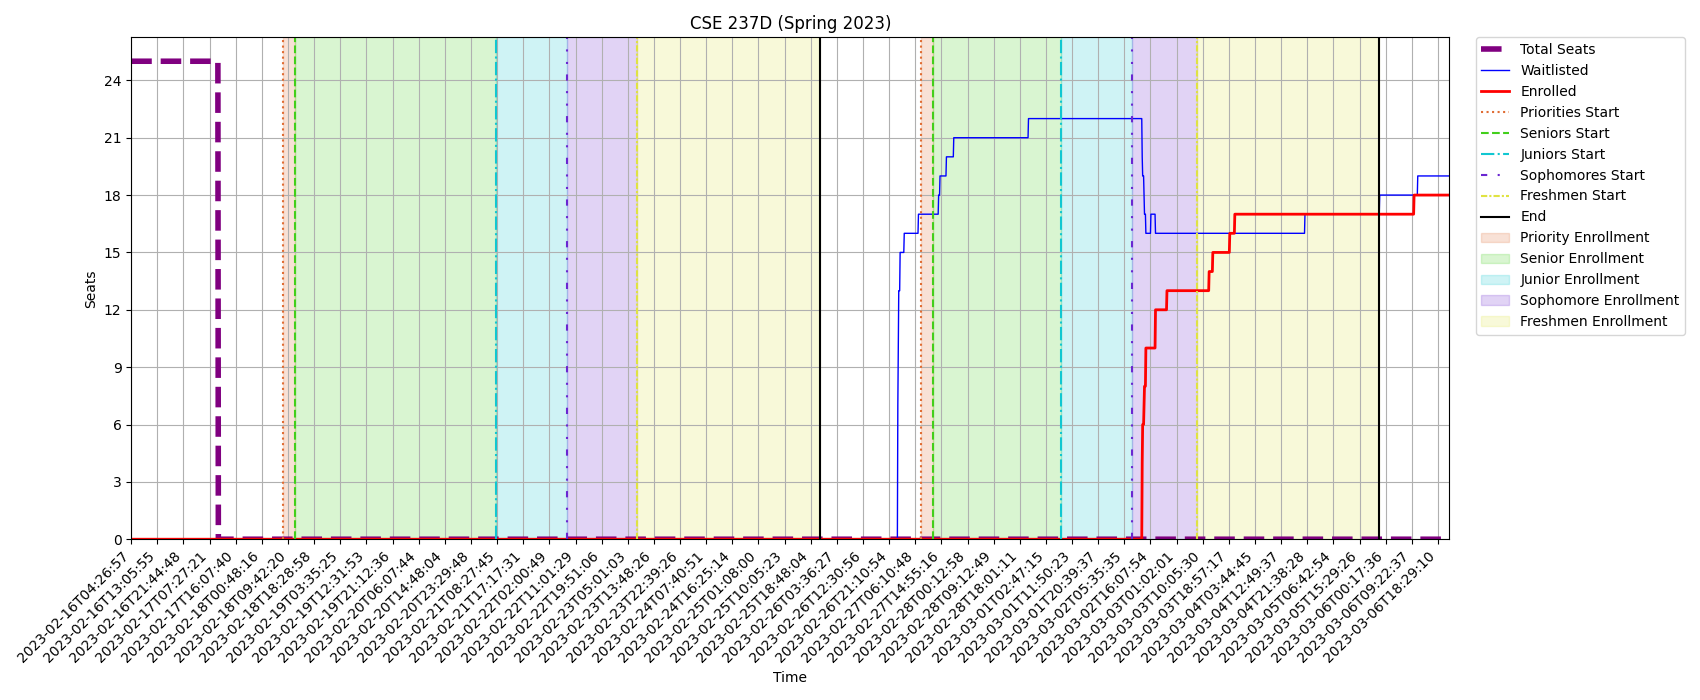 CSE 237D (Spring 2023)
Total Seats
Waitlisted
Enrolled
Priorities Start
Seniors Start
Juniors Start
Sophomores Start
Freshmen Start
End
Priority Enrollment
Senior Enrollment
Junior Enrollment
Sophomore Enrollment
Freshmen Enrollment
Seats
24
21
18
15
12
9
6
3
0
2023-02-16T04:26:57
2023-02-16T13:05:55
2023-02-16T21:44:48
2023-02-17T07:27:21
2023-02-17T16:07:40
2023-02-18T00:48:16
2023-02-18T09:42:20
2023-02-18T18:28:58
2023-02-19T03:35:25
2023-02-19T12:31:53
2023-02-19T21:12:36
2023-02-20T06:07:44
2023-02-20T14:48:04
2023-02-20T23:29:48
2023-02-21T08:27:45
2023-02-21T17:17:31
2023-02-22T02:00:49
2023-02-22T11:01:29
2023-02-22T19:51:06
2023-02-23T05:01:03
2023-02-23T13:48:26
2023-02-23T22:39:26
2023-02-24T07:40:51
2023-02-24T16:25:14
2023-02-25T01:08:00
2023-02-25T10:05:23
2023-02-25T18:48:04
2023-02-26T03:36:27
2023-02-26T12:30:56
2023-02-26T21:10:54
2023-02-27T06:10:48
2023-02-27T14:55:16
2023-02-28T00:12:58
2023-02-28T09:12:49
2023-02-28T18:01:11
2023-03-01T02:47:15
2023-03-01T11:50:23
2023-03-01T20:39:37
2023-03-02T05:35:35
2023-03-02T16:07:54
2023-03-03T01:02:01
2023-03-03T10:05:30
2023-03-03T18:57:17
2023-03-04T03:44:45
2023-03-04T12:49:37
2023-03-04T21:38:28
2023-03-05T06:42:54
2023-03-05T15:29:26
2023-03-06T00:17:36
2023-03-06T09:22:37
2023-03-06T18:29:10
Time